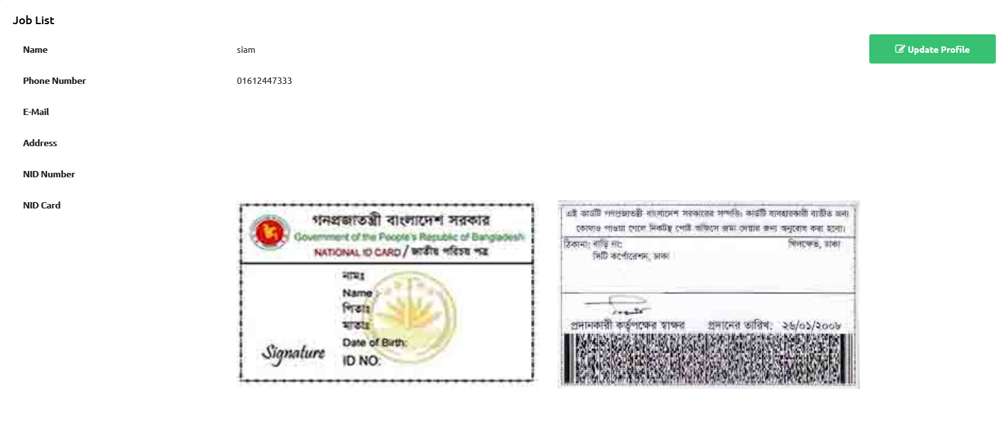 Job List
Name siam
Update Profile
Phone Number 01612447333
E-Mail
Address
NID Number
NID Card
গনপ্রজাতন্ত্রী বাংলাদেশ সরকার
Government of the People's Republic of Bangladesh
NATIONAL ID CARD / জাতীয় পরিচয় পত্র
নামঃ
Name :
পিতাঃ
মাতাঃ
Date of Birth:
Signature
ID NO:
এই কার্ডটি গণপ্রজাতন্ত্রী বাংলাদেশ সরকারের সম্পত্তি। কার্ডটি ব্যবহারকারী ব্যতীত অন্য
কোথাও পাওয়া গেলে নিকটস্থ পোষ্ট অফিসে জমা দেয়ার জন্য অনুরোধ করা হলো।
ঠিকানা: বাড়ি নং: খিলক্ষেত, ঢাকা
সিটি কর্পোরেশন, ঢাকা
প্রদানকারী কর্তৃপক্ষের স্বাক্ষর প্রদানের তারিখ: ২৬/০১/২০০৮